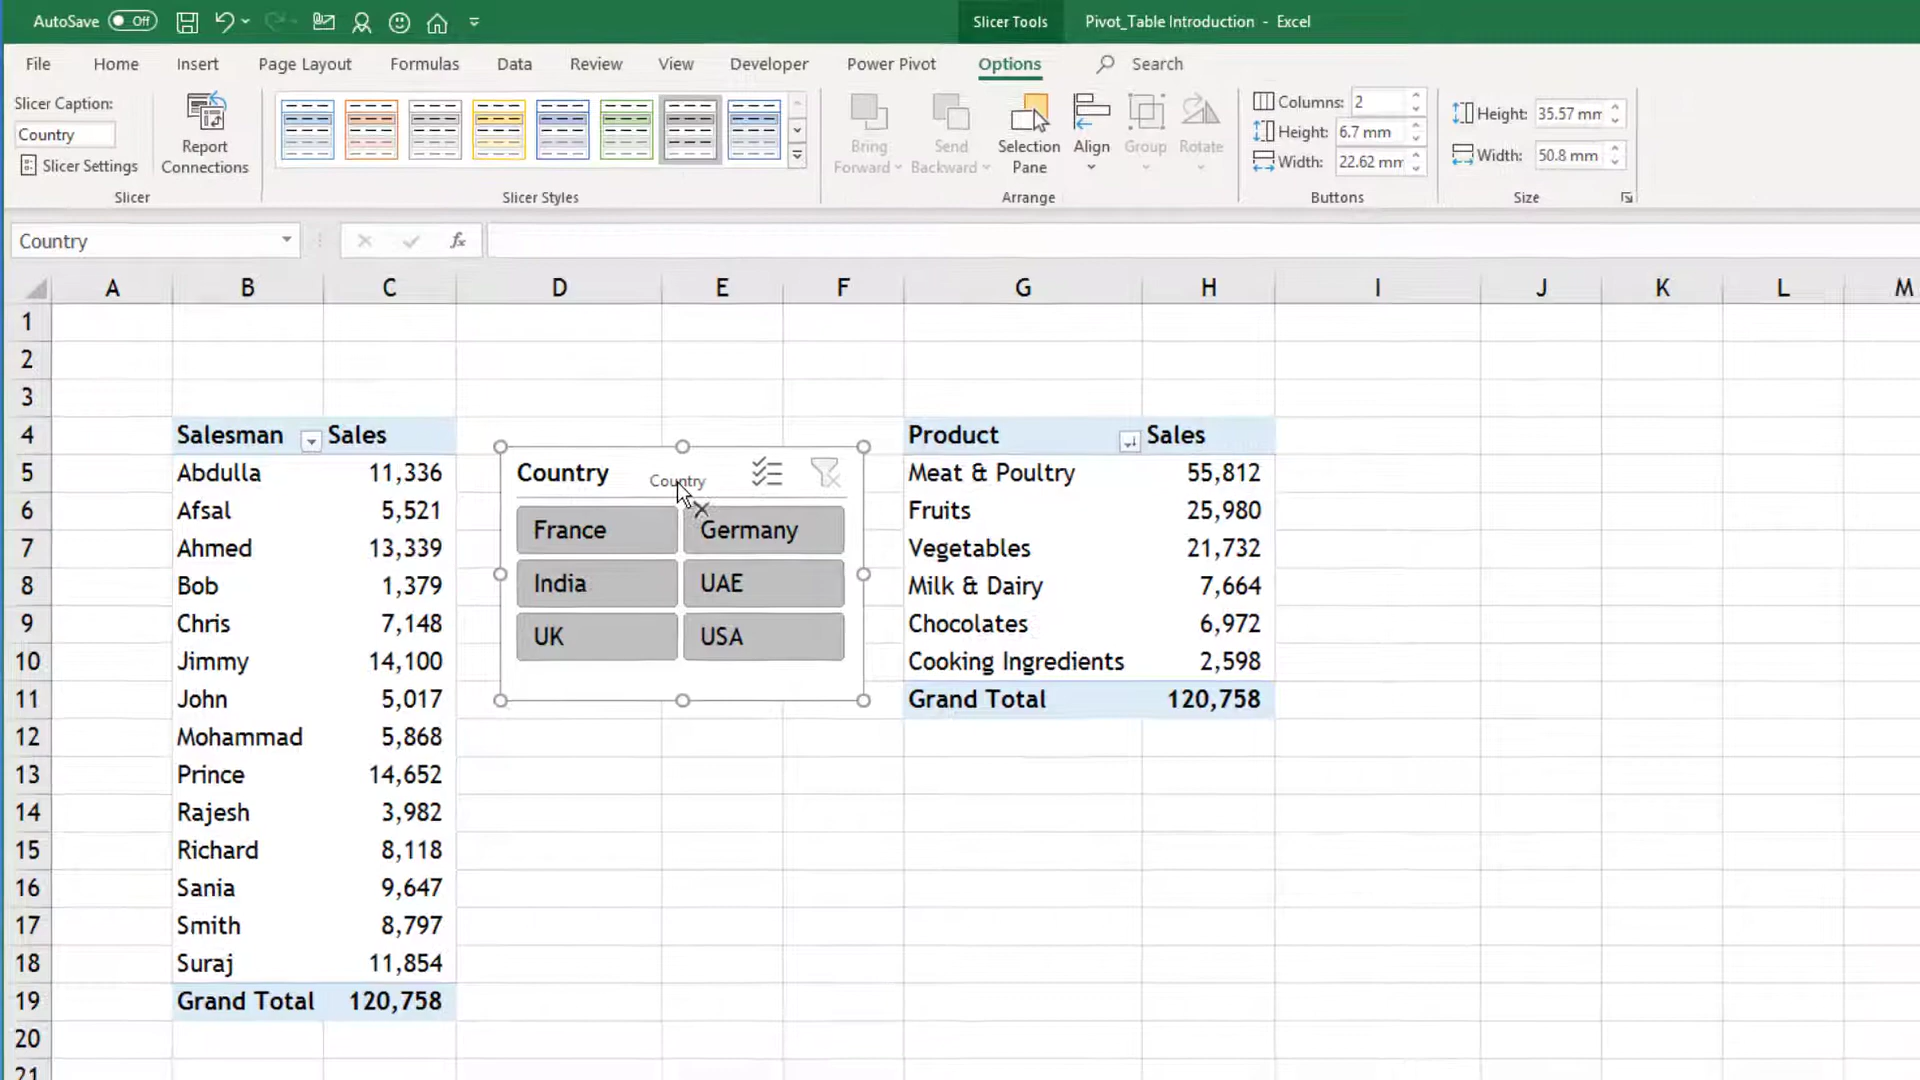 AutoSave Off
Slicer Tools
Pivot_Table Introduction - Excel
File Home Insert Page Layout Formulas Data Review View Developer Power Pivot Options Search
Slicer Caption:
Country
Slicer Settings
Report
Connections
Bring
Forward
Send
Backward
Selection
Pane
Align
Group
Rotate
Columns: 2
Height: 6.7 mm
Width: 22.62 mm
Height: 35.57 mm
Width: 50.8 mm
Slicer
Slicer Styles
Arrange
Buttons
Size
Country
fx
A B C D E F G H I J K L M
1
2
3
4 Salesman Sales Product Sales
5 Abdulla 11,336 Meat & Poultry 55,812
6 Afsal 5,521 Fruits 25,980
7 Ahmed 13,339 Vegetables 21,732
8 Bob 1,379 Milk & Dairy 7,664
9 Chris 7,148 Chocolates 6,972
10 Jimmy 14,100 Cooking Ingredients 2,598
11 John 5,017 Grand Total 120,758
12 Mohammad 5,868
13 Prince 14,652
14 Rajesh 3,982
15 Richard 8,118
16 Sania 9,647
17 Smith 8,797
18 Suraj 11,854
19 Grand Total 120,758
20
21
Country
Country
France Germany
India UAE
UK USA